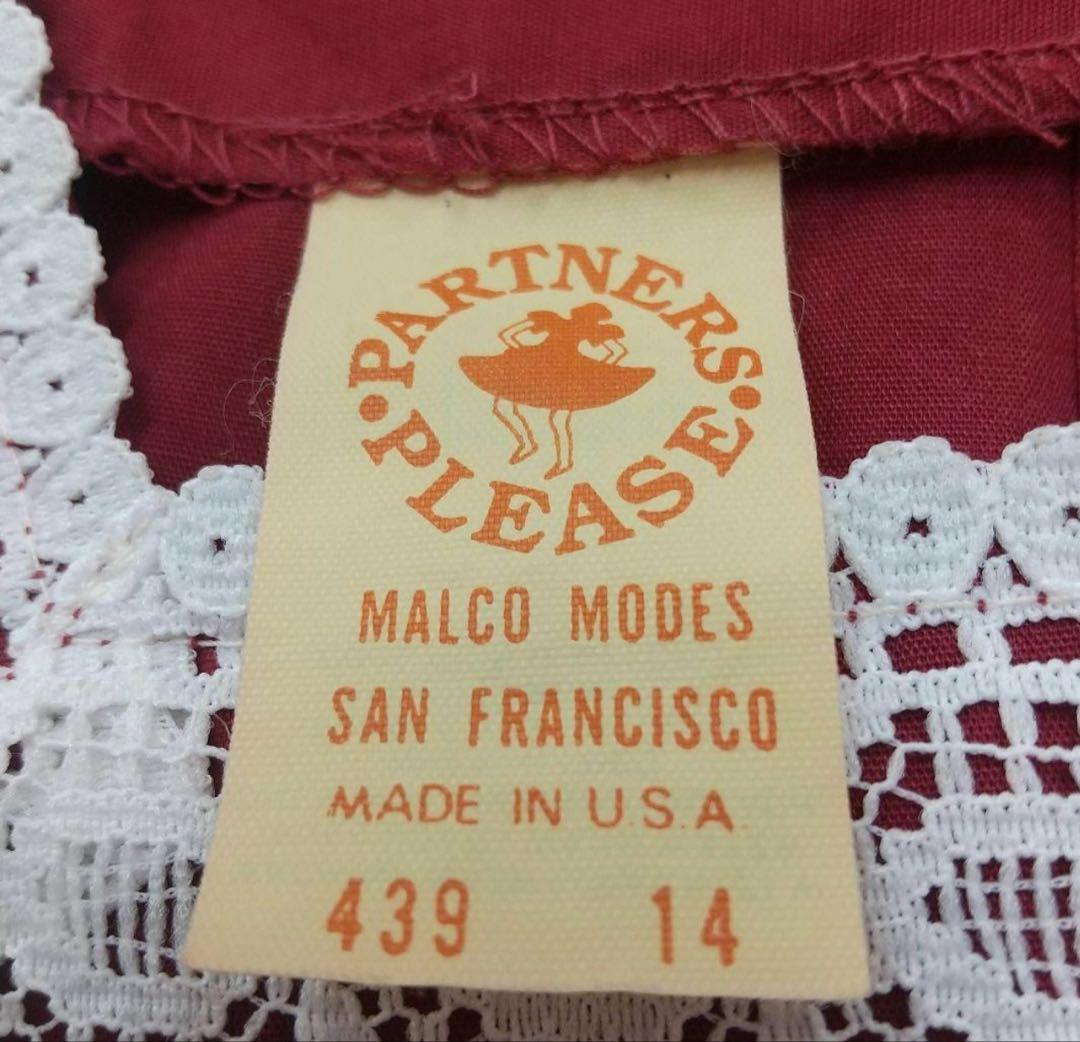 •PARTNERS•
PLEASE
MALCO MODES
SAN FRANCISCO
MADE IN U.S.A.
439 14